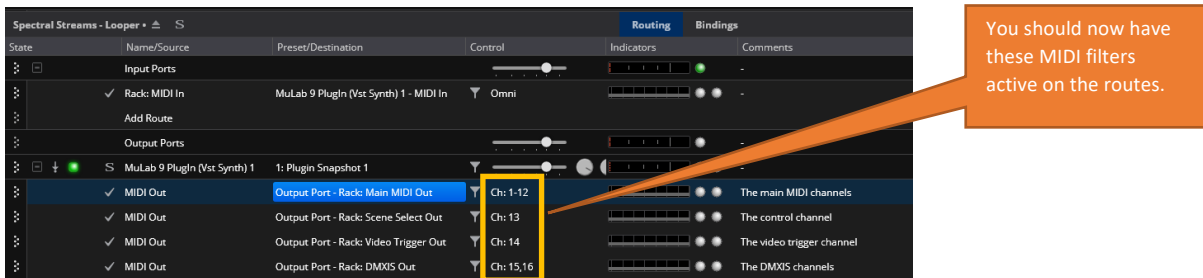 Spectral Streams - Looper • ≜ S Routing Bindings
State Name/Source Preset/Destination Control Indicators Comments
Input Ports -
Rack: MIDI In MuLab 9 PlugIn (Vst Synth) 1 - MIDI In Omni -
Add Route
Output Ports -
S MuLab 9 PlugIn (Vst Synth) 1 1: Plugin Snapshot 1
MIDI Out Output Port - Rack: Main MIDI Out Ch: 1-12 The main MIDI channels
MIDI Out Output Port - Rack: Scene Select Out Ch: 13 The control channel
MIDI Out Output Port - Rack: Video Trigger Out Ch: 14 The video trigger channel
MIDI Out Output Port - Rack: DMXIS Out Ch: 15,16 The DMXIS channels
You should now have
these MIDI filters
active on the routes.